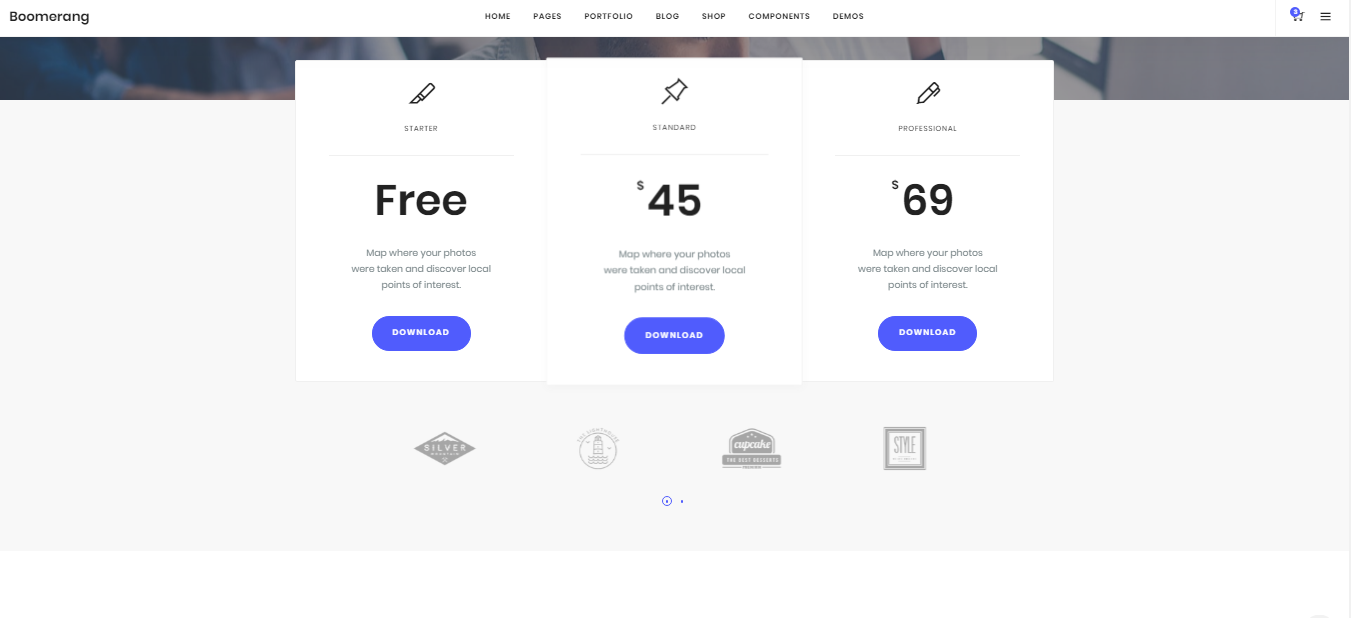 Boomerang
HOME PAGES PORTFOLIO BLOG SHOP COMPONENTS DEMOS
3
STARTER
Free
Map where your photos
were taken and discover local
points of interest.
DOWNLOAD
STANDARD
$ 45
Map where your photos
were taken and discover local
points of interest.
DOWNLOAD
PROFESSIONAL
$ 69
Map where your photos
were taken and discover local
points of interest.
DOWNLOAD
SILVER
THE LIGHTHOUSE
cupcake
THE BEST DESSERTS
STYLE